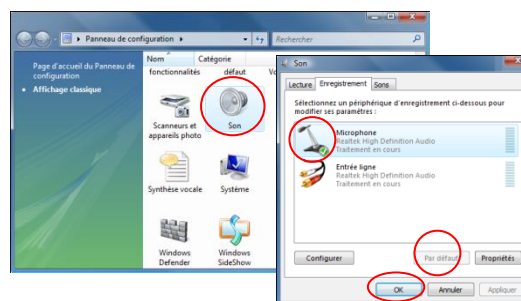 Panneau de configuration
Rechercher
Page d'accueil du Panneau de
configuration
Affichage classique
Nom
Catégorie
fonctionnalités
défaut
Scanneurs et
appareils photo
Son
Synthèse vocale
Système
Windows
Defender
Windows
SideShow
Son
Lecture
Enregistrement
Sons
Sélectionnez un périphérique d'enregistrement ci-dessous pour
modifier ses paramètres :
Microphone
Realtek High Definition Audio
Traitement en cours
Entrée ligne
Realtek High Definition Audio
Traitement en cours
Configurer
Par défaut
Propriétés
OK
Annuler
Appliquer